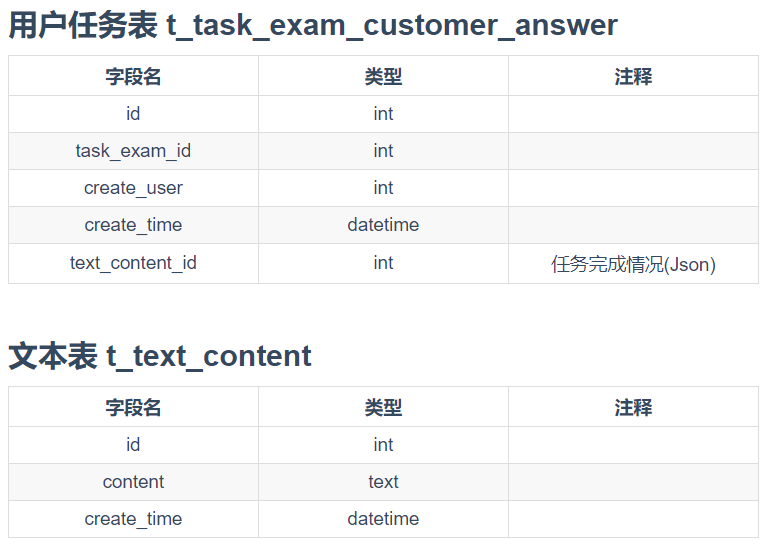 用户任务表 t_task_exam_customer_answer
字段名 类型 注释
id int
task_exam_id int
create_user int
create_time datetime
text_content_id int 任务完成情况(Json)
文本表 t_text_content
字段名 类型 注释
id int
content text
create_time datetime